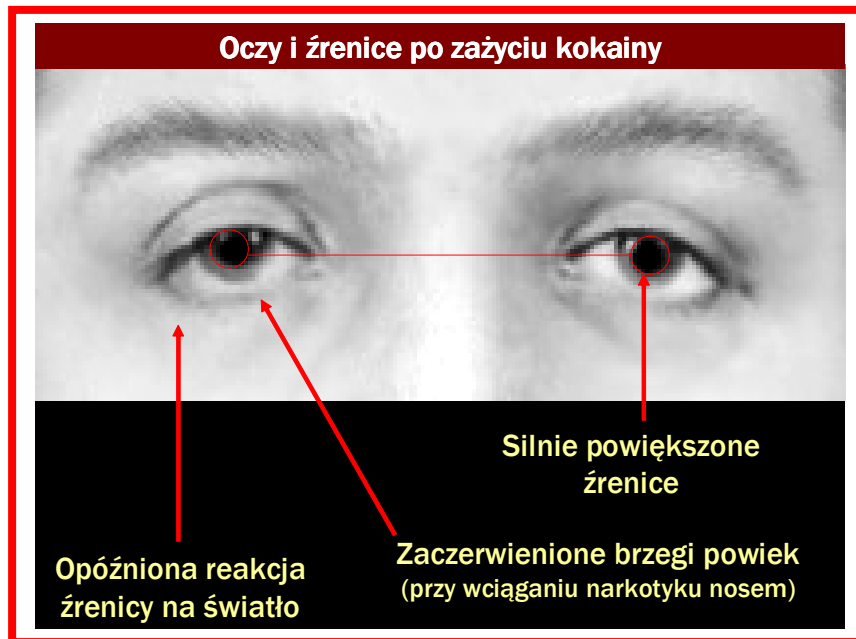 Oczy i źrenice po zażyciu kokainy
Silnie powiększone
źrenice
Opóźniona reakcja
źrenicy na światło
Zaczerwienione brzegi powiek
(przy wciąganiu narkotyku nosem)